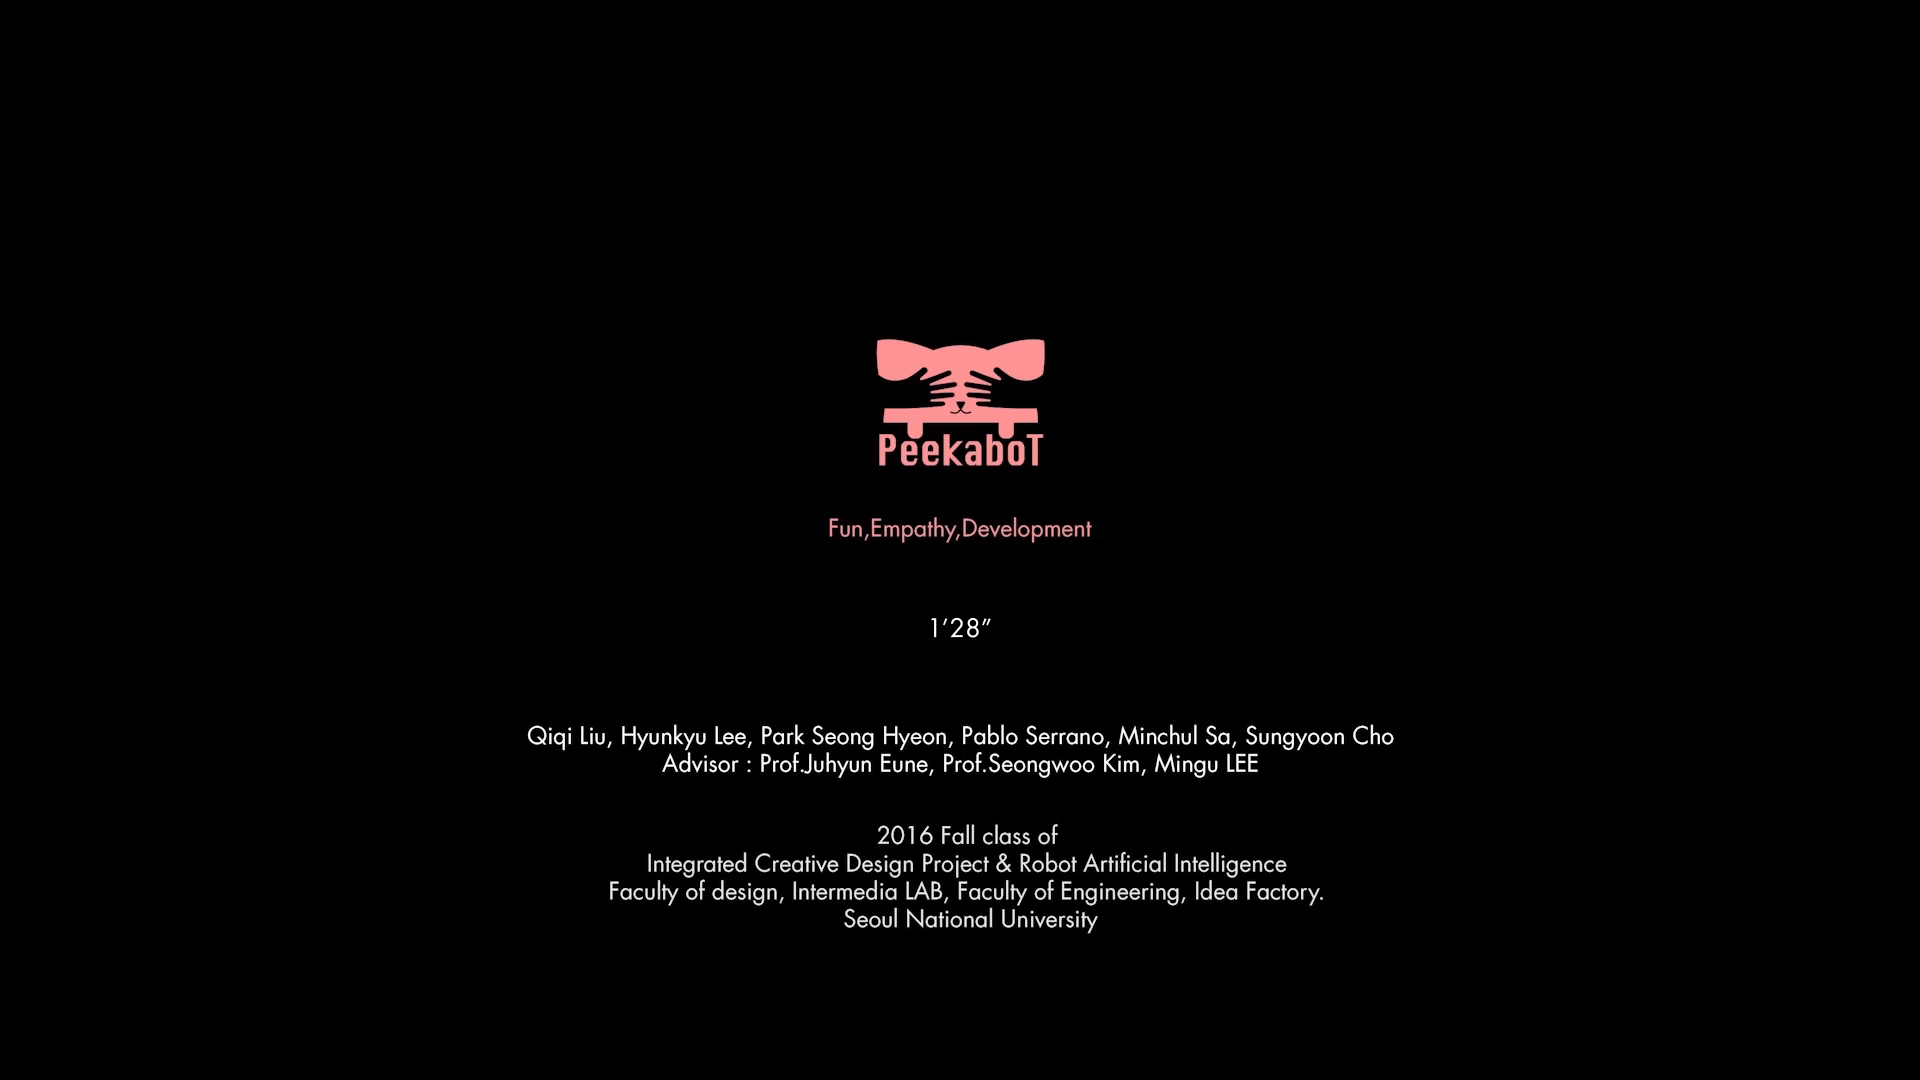 PeekaboT
Fun,Empathy,Development
1’28”
Qiqi Liu, Hyunkyu Lee, Park Seong Hyeon, Pablo Serrano, Minchul Sa, Sungyoon Cho
Advisor : Prof.Juhyun Eune, Prof.Seongwoo Kim, Mingu LEE
2016 Fall class of
Integrated Creative Design Project & Robot Artificial Intelligence
Faculty of design, Intermedia LAB, Faculty of Engineering, Idea Factory.
Seoul National University